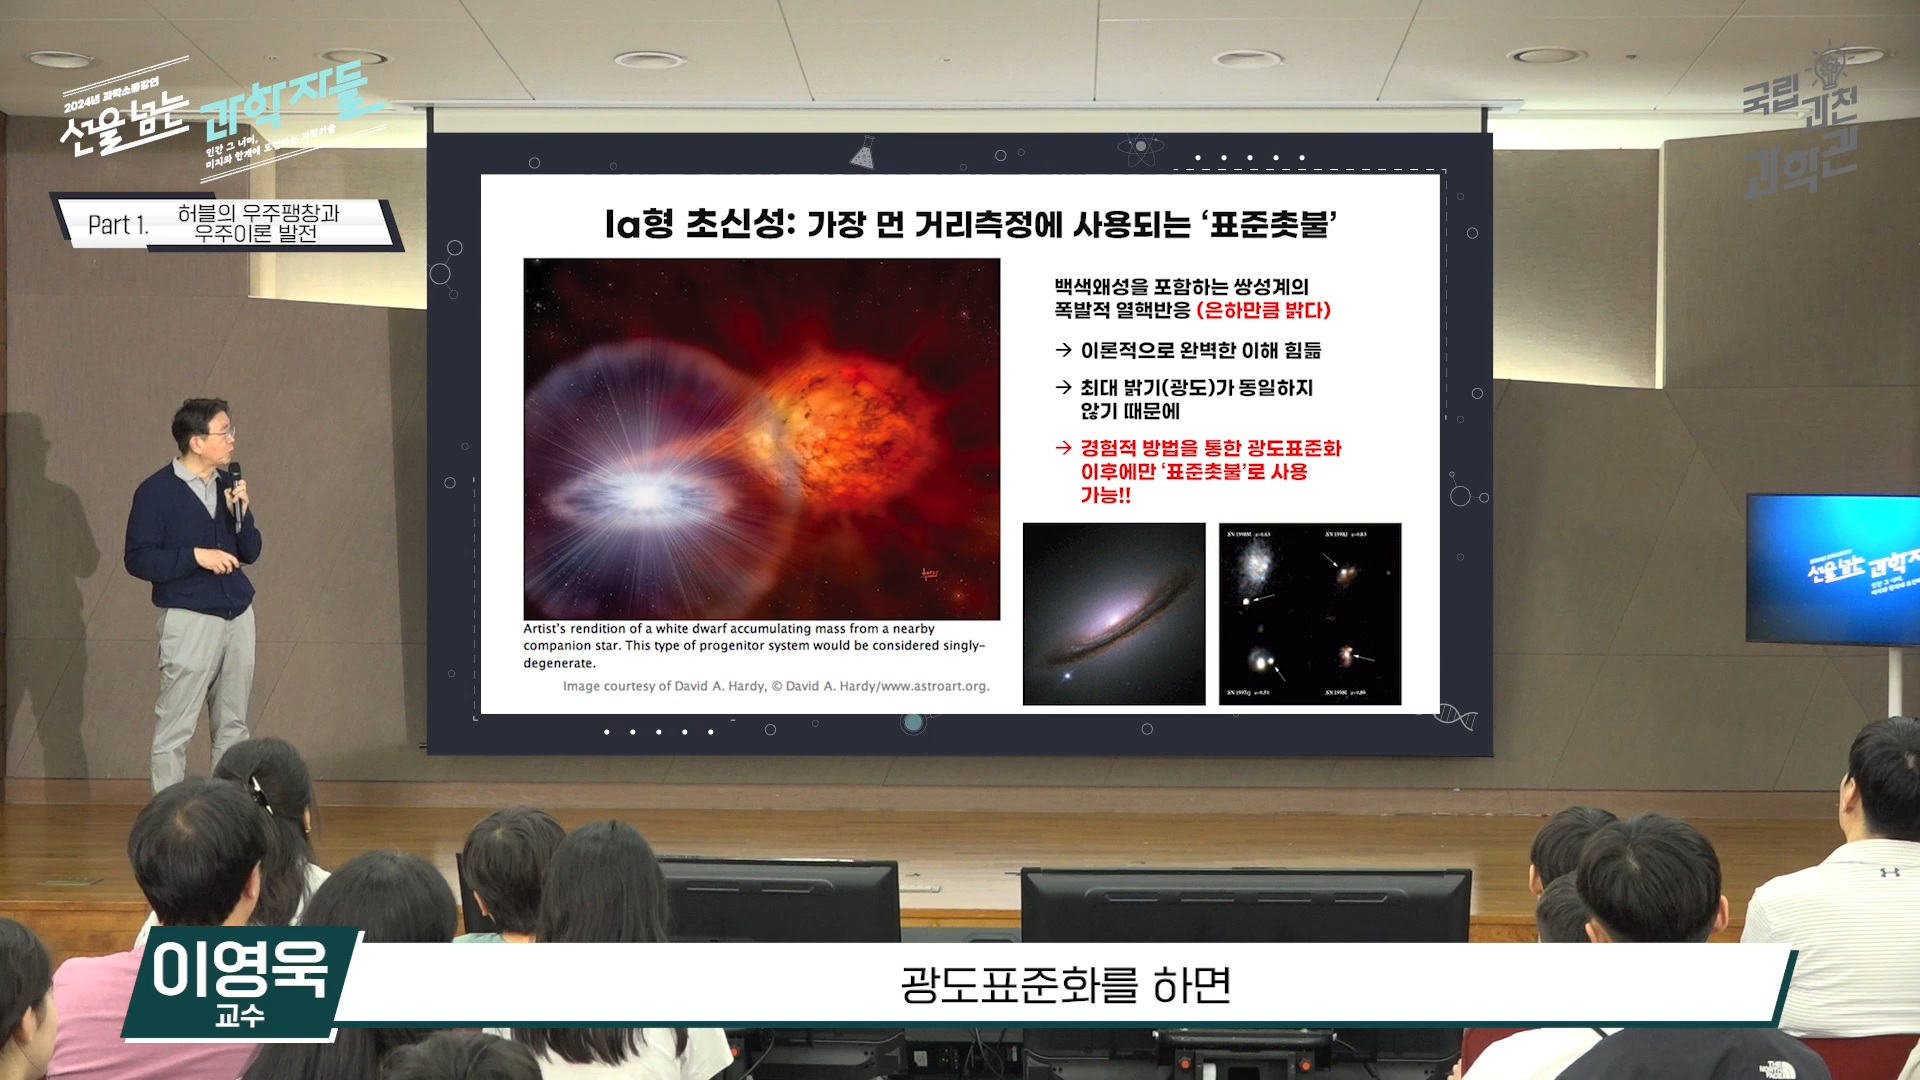 2024년 과학소통강연
선을 넘는 과학자들
인간 그 너머,
미지와 한계에 도전하는 과학기술
국립
과천
과학관
Part 1. 허블의 우주팽창과
우주이론 발전
Ia형 초신성: 가장 먼 거리측정에 사용되는 ‘표준촛불’
백색왜성을 포함하는 쌍성계의
폭발적 열핵반응 (은하만큼 밝다)
→ 이론적으로 완벽한 이해 힘듦
→ 최대 밝기(광도)가 동일하지
않기 때문에
→ 경험적 방법을 통한 광도표준화
이후에만 ‘표준촛불’로 사용
가능!!
Artist's rendition of a white dwarf accumulating mass from a nearby
companion star. This type of progenitor system would be considered singly-
degenerate.
Image courtesy of David A. Hardy, © David A. Hardy/www.astroart.org.
선을 넘는 과학자
이영욱
교수
광도표준화를 하면
THE
NORTH
FACE